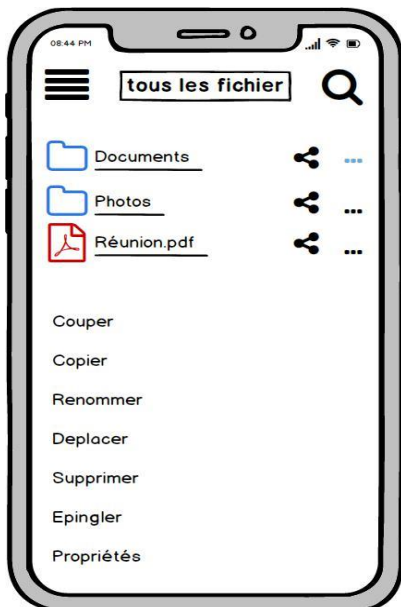 08:44 PM
tous les fichier
Documents
...
Photos
...
Réunion.pdf
...
Couper
Copier
Renommer
Deplacer
Supprimer
Epingler
Propriétés